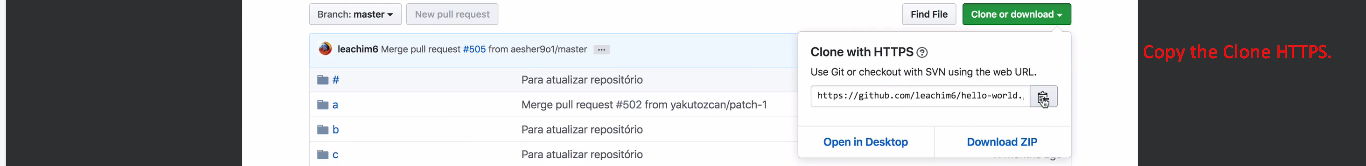 Branch: master
New pull request
Find File
Clone or download
leachim6 Merge pull request #505 from aesher9o1/master
Clone with HTTPS
Copy the Clone HTTPS.
# Para atualizar repositório
Use Git or checkout with SVN using the web URL.
a Merge pull request #502 from yakutozcan/patch-1
https://github.com/leachim6/hello-world.
b Para atualizar repositório
Open in Desktop
Download ZIP
c Para atualizar repositório